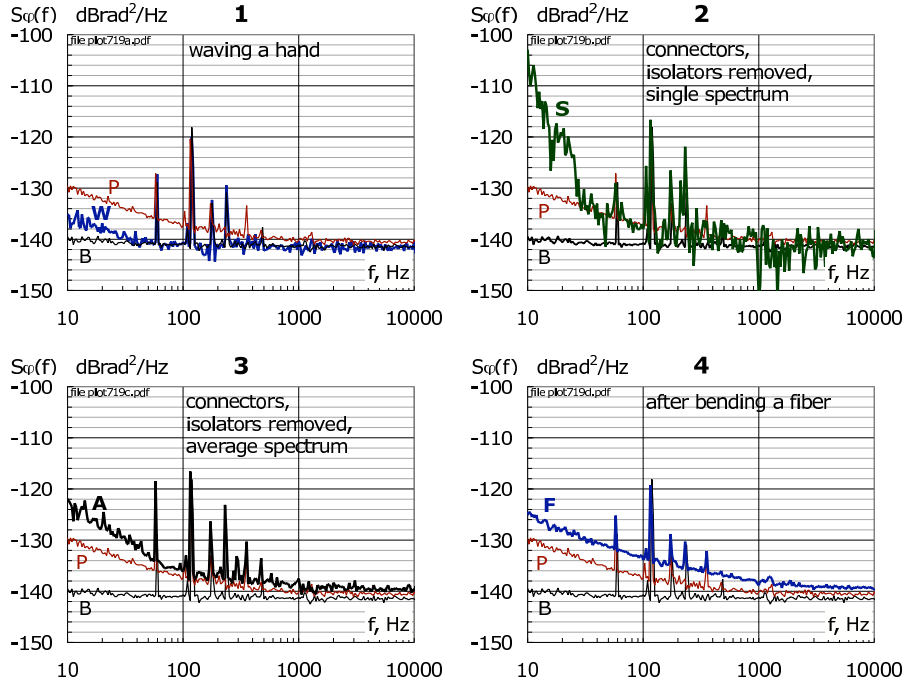 Sφ(f) dBrad²/Hz 1
-100
file plot719a.pdf
waving a hand
-110
-120
-130
P
W
-140
B
f, Hz
-150
10 100 1000 10000
Sφ(f) dBrad²/Hz 2
-100
file plot719b.pdf
connectors,
isolators removed,
single spectrum
-110
S
-120
-130
P
-140
B
f, Hz
-150
10 100 1000 10000
Sφ(f) dBrad²/Hz 3
-100
file plot719c.pdf
connectors,
isolators removed,
average spectrum
-110
-120
A
-130
P
-140
B
f, Hz
-150
10 100 1000 10000
Sφ(f) dBrad²/Hz 4
-100
file plot719d.pdf
after bending a fiber
-110
-120
F
-130
P
-140
B
f, Hz
-150
10 100 1000 10000